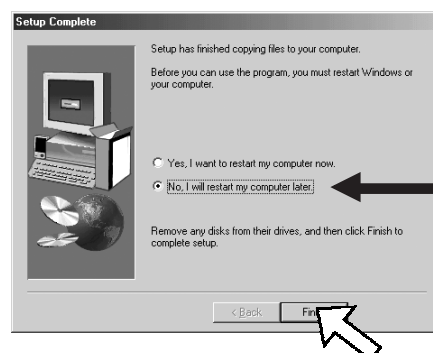 Setup Complete
Setup has finished copying files to your computer.
Before you can use the program, you must restart Windows or
your computer.
Yes, I want to restart my computer now.
No, I will restart my computer later.
Remove any disks from their drives, and then click Finish to
complete setup.
< Back